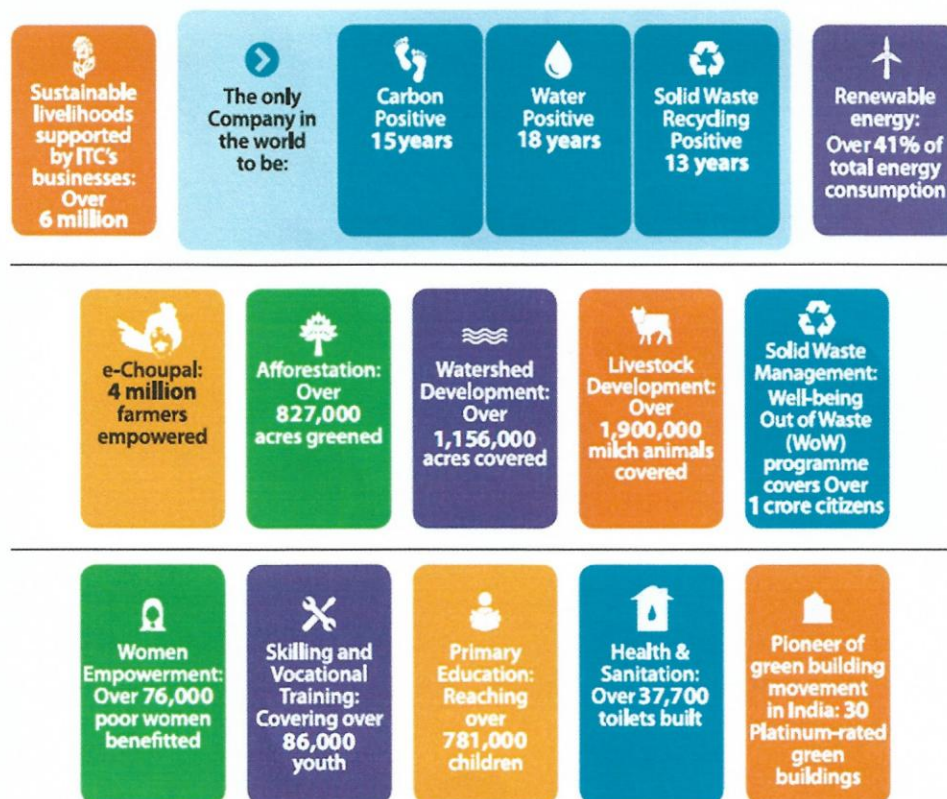 Sustainable
livelihoods
supported
by ITC's
businesses:
Over
6 million
The only
Company in
the world
to be:
Carbon
Positive
15 years
Water
Positive
18 years
Solid Waste
Recycling
Positive
13 years
Renewable
energy:
Over 41% of
total energy
consumption
e-Choupal:
4 million
farmers
empowered
Afforestation:
Over
827,000
acres greened
Watershed
Development:
Over
1,156,000
acres covered
Livestock
Development:
Over
1,900,000
milch animals
covered
Solid Waste
Management:
Well-being
Out of Waste
(WoW)
programme
covers Over
1 crore citizens
Women
Empowerment:
Over 76,000
poor women
benefitted
Skilling and
Vocational
Training:
Covering over
86,000
youth
Primary
Education:
Reaching
over
781,000
children
Health &
Sanitation:
Over 37,700
toilets built
Pioneer of
green building
movement
in India: 30
Platinum-rated
green
buildings